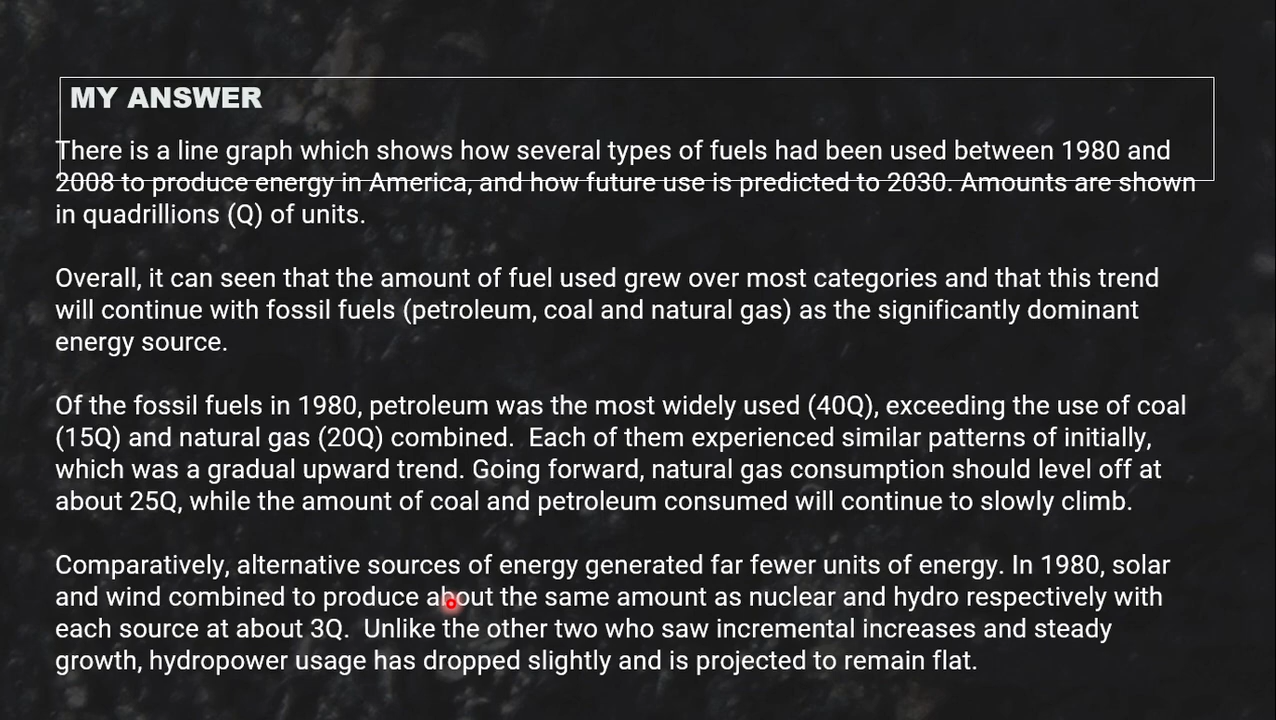 MY ANSWER
There is a line graph which shows how several types of fuels had been used between 1980 and
2008 to produce energy in America, and how future use is predicted to 2030. Amounts are shown
in quadrillions (Q) of units.
Overall, it can seen that the amount of fuel used grew over most categories and that this trend
will continue with fossil fuels (petroleum, coal and natural gas) as the significantly dominant
energy source.
Of the fossil fuels in 1980, petroleum was the most widely used (40Q), exceeding the use of coal
(15Q) and natural gas (20Q) combined.  Each of them experienced similar patterns of initially,
which was a gradual upward trend. Going forward, natural gas consumption should level off at
about 25Q, while the amount of coal and petroleum consumed will continue to slowly climb.
Comparatively, alternative sources of energy generated far fewer units of energy. In 1980, solar
and wind combined to produce about the same amount as nuclear and hydro respectively with
each source at about 3Q.  Unlike the other two who saw incremental increases and steady
growth, hydropower usage has dropped slightly and is projected to remain flat.